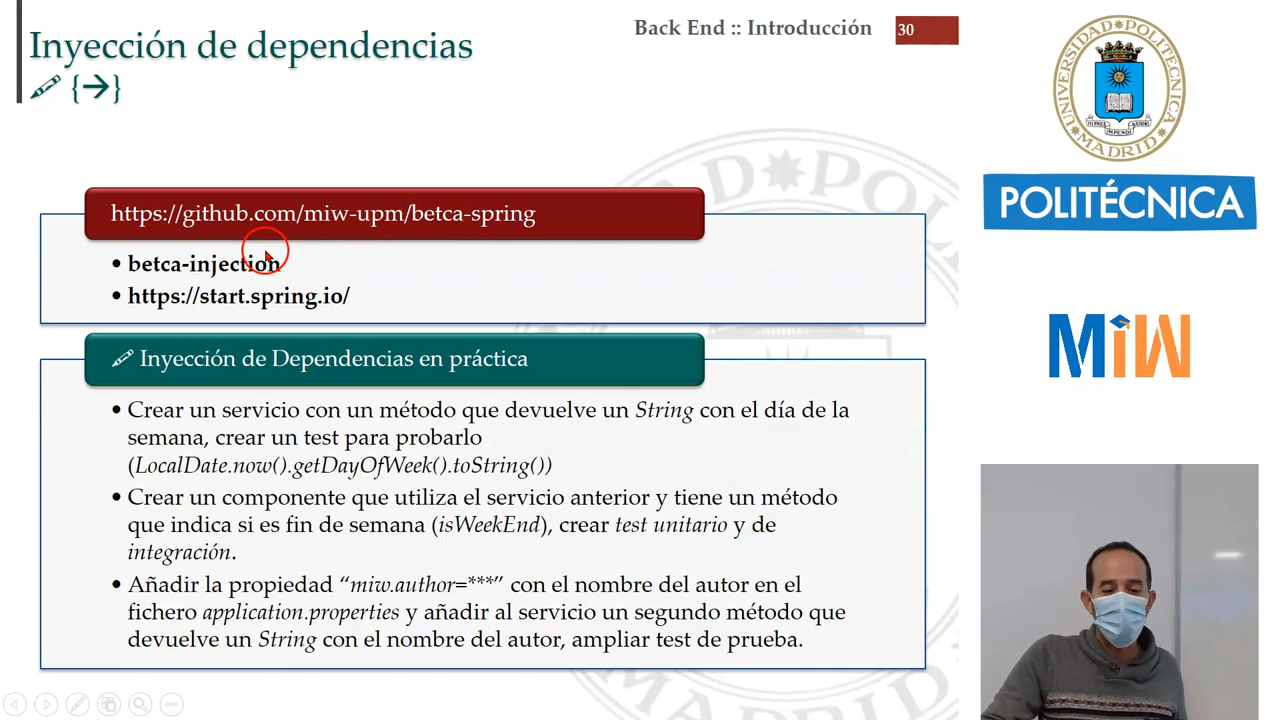 Inyección de dependencias
{→}
Back End :: Introducción
30
https://github.com/miw-upm/betca-spring
• betca-injection
• https://start.spring.io/
Inyección de Dependencias en práctica
• Crear un servicio con un método que devuelve un String con el día de la
semana, crear un test para probarlo
(LocalDate.now().getDayOfWeek().toString())
• Crear un componente que utiliza el servicio anterior y tiene un método
que indica si es fin de semana (isWeekEnd), crear test unitario y de
integración.
• Añadir la propiedad “miw.author=***” con el nombre del autor en el
fichero application.properties y añadir al servicio un segundo método que
devuelve un String con el nombre del autor, ampliar test de prueba.
UNIVERSIDAD POLITECNICA
MADRID
POLITÉCNICA
MiW